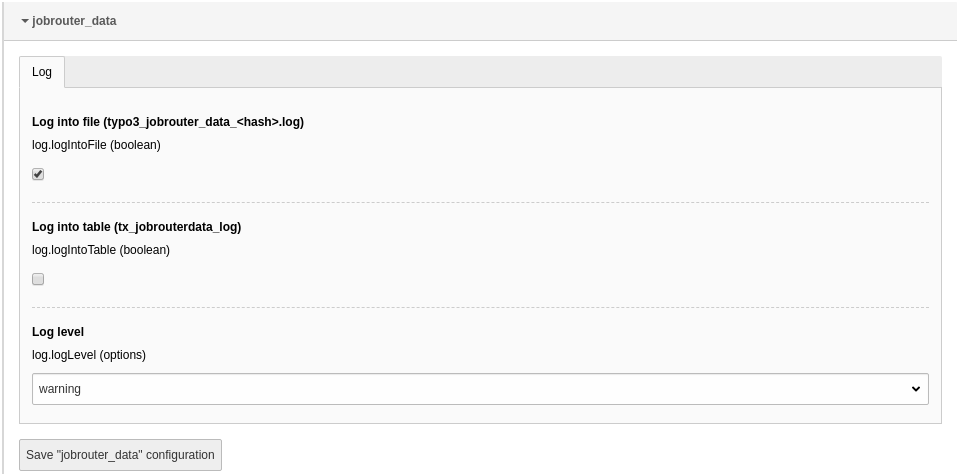 jobrouter_data
Log
Log into file (typo3_jobrouter_data_<hash>.log)
log.logIntoFile (boolean)
Log into table (tx_jobrouterdata_log)
log.logIntoTable (boolean)
Log level
log.logLevel (options)
warning
Save "jobrouter_data" configuration